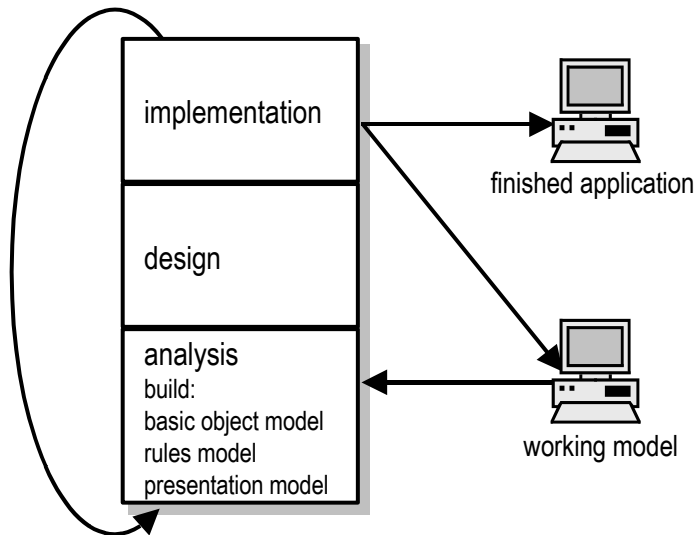 implementation
finished application
design
analysis
build:
basic object model
rules model
presentation model
working model